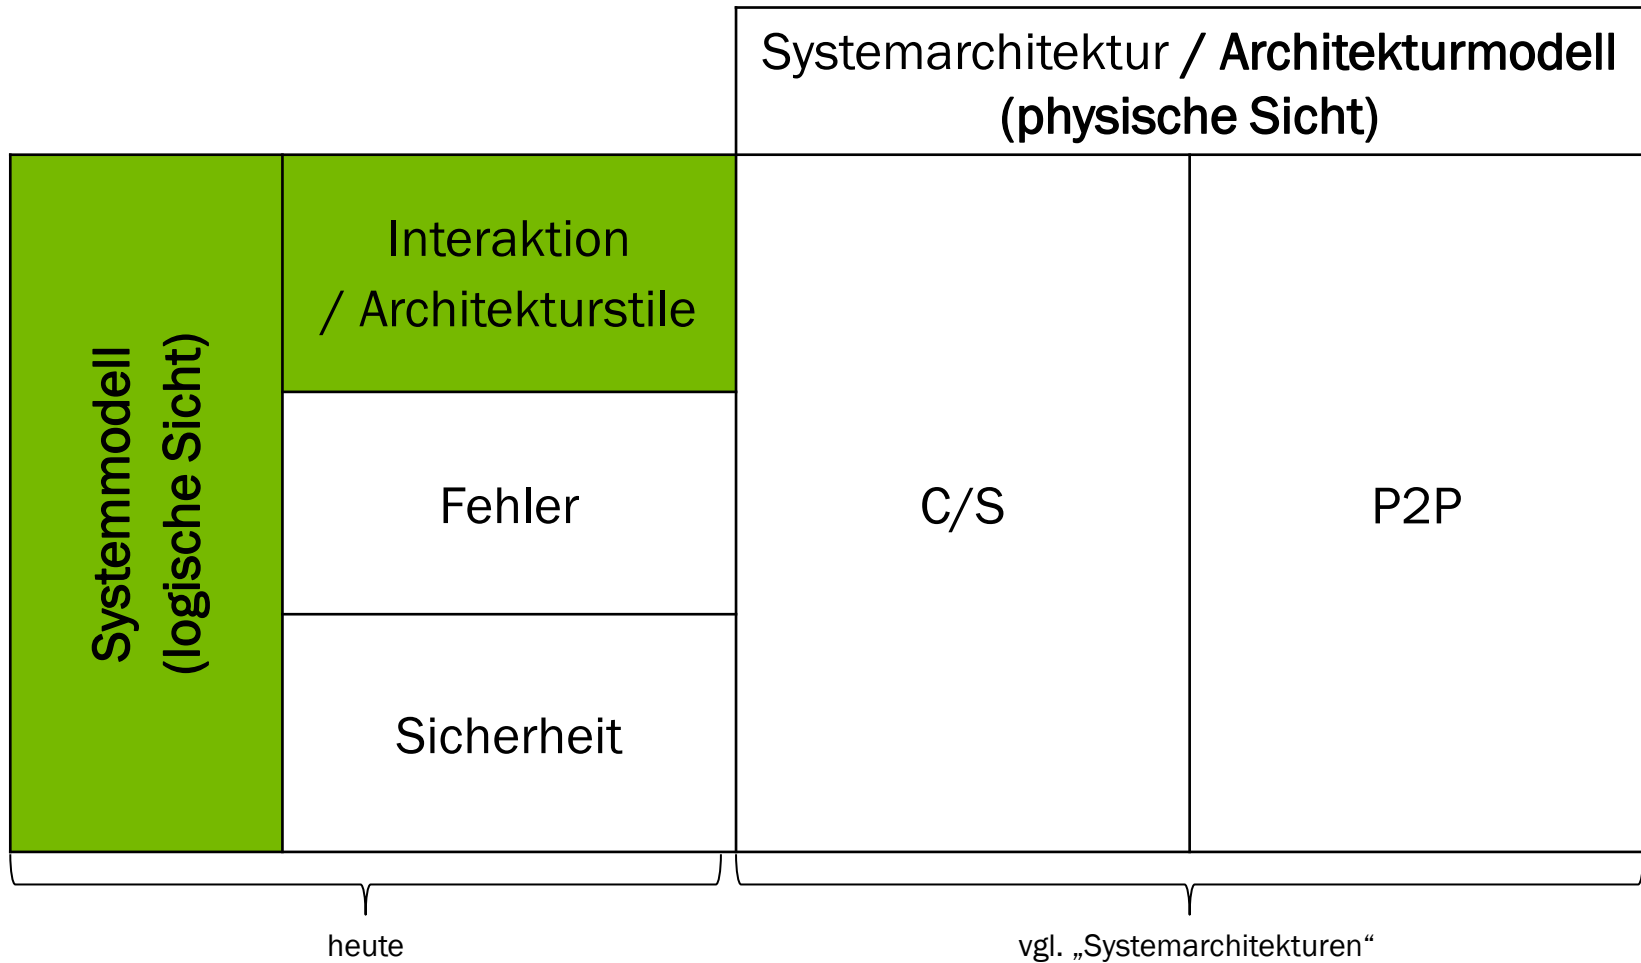 Systemarchitektur / Architekturmodell
(physische Sicht)
Systemmodell
(logische Sicht)
Interaktion
/ Architekturstile
Fehler
Sicherheit
C/S
P2P
heute
vgl. „Systemarchitekturen“